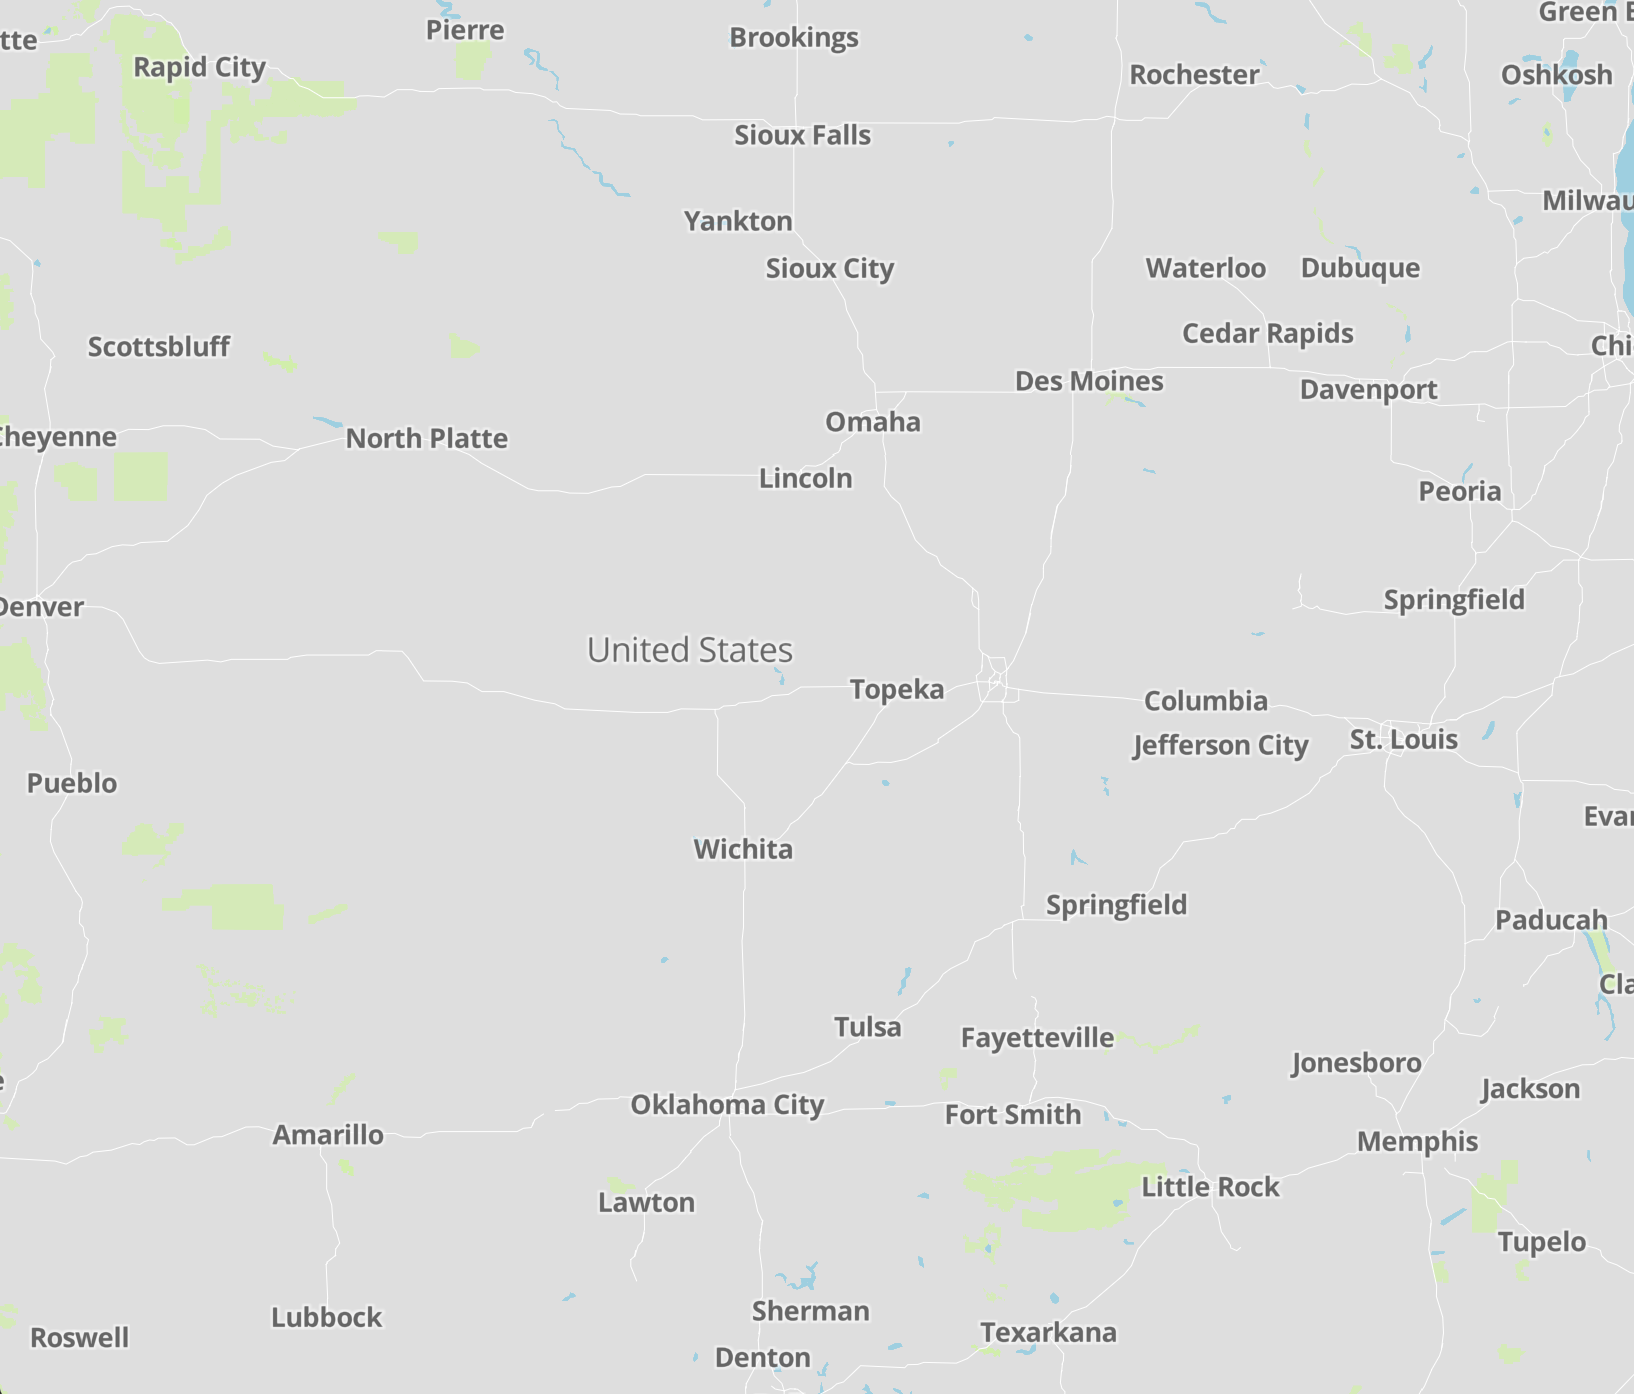 Green B
Pierre
Brookings
tte
Rapid City
Rochester
Oshkosh
Sioux Falls
Milwau
Yankton
Sioux City
Waterloo
Dubuque
Cedar Rapids
Scottsbluff
Chi
Des Moines
Davenport
Omaha
Cheyenne
North Platte
Lincoln
Peoria
Denver
Springfield
United States
Topeka
Columbia
Jefferson City
St. Louis
Pueblo
Evan
Wichita
Springfield
Paducah
Cla
Tulsa
Fayetteville
Jonesboro
e
Jackson
Oklahoma City
Fort Smith
Amarillo
Memphis
Little Rock
Lawton
Tupelo
Sherman
Lubbock
Texarkana
Roswell
Denton